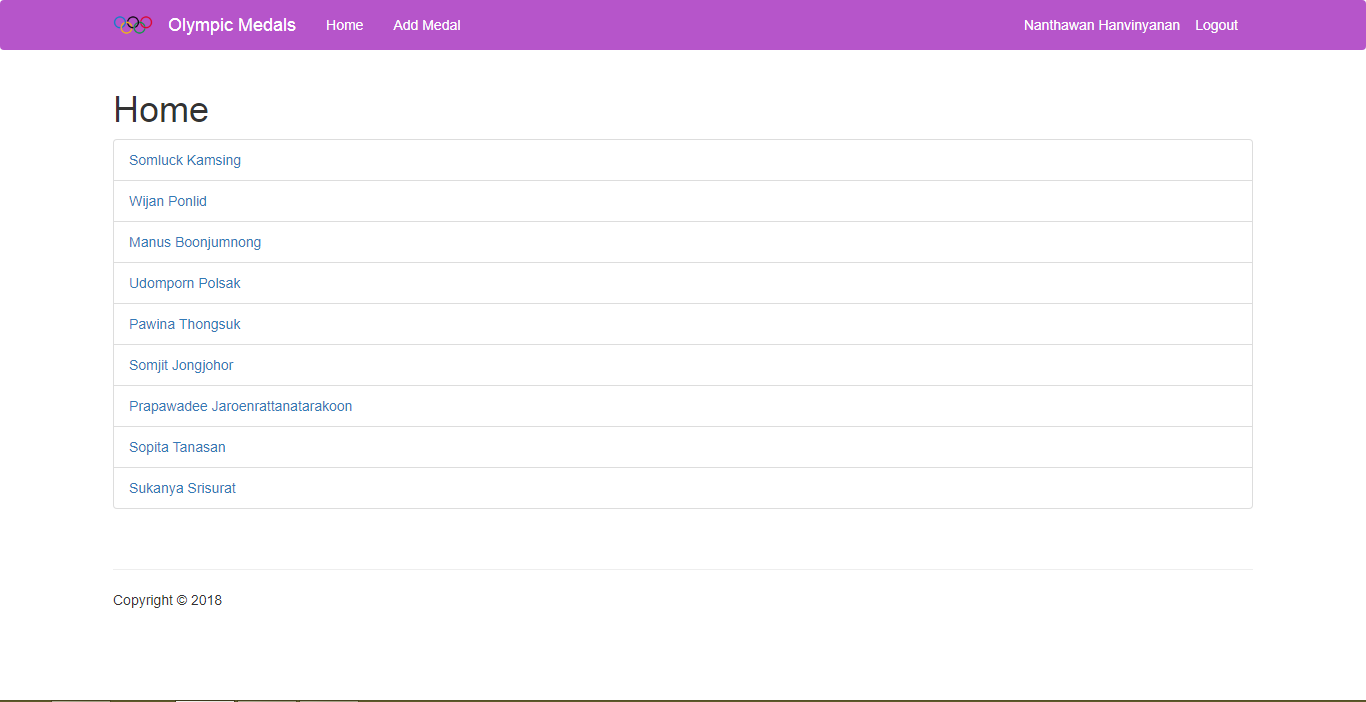 Olympic Medals Home Add Medal Nanthawan Hanvinyanan Logout
Home
Somluck Kamsing
Wijan Ponlid
Manus Boonjumnong
Udomporn Polsak
Pawina Thongsuk
Somjit Jongjohor
Prapawadee Jaroenrattanatarakoon
Sopita Tanasan
Sukanya Srisurat
Copyright © 2018